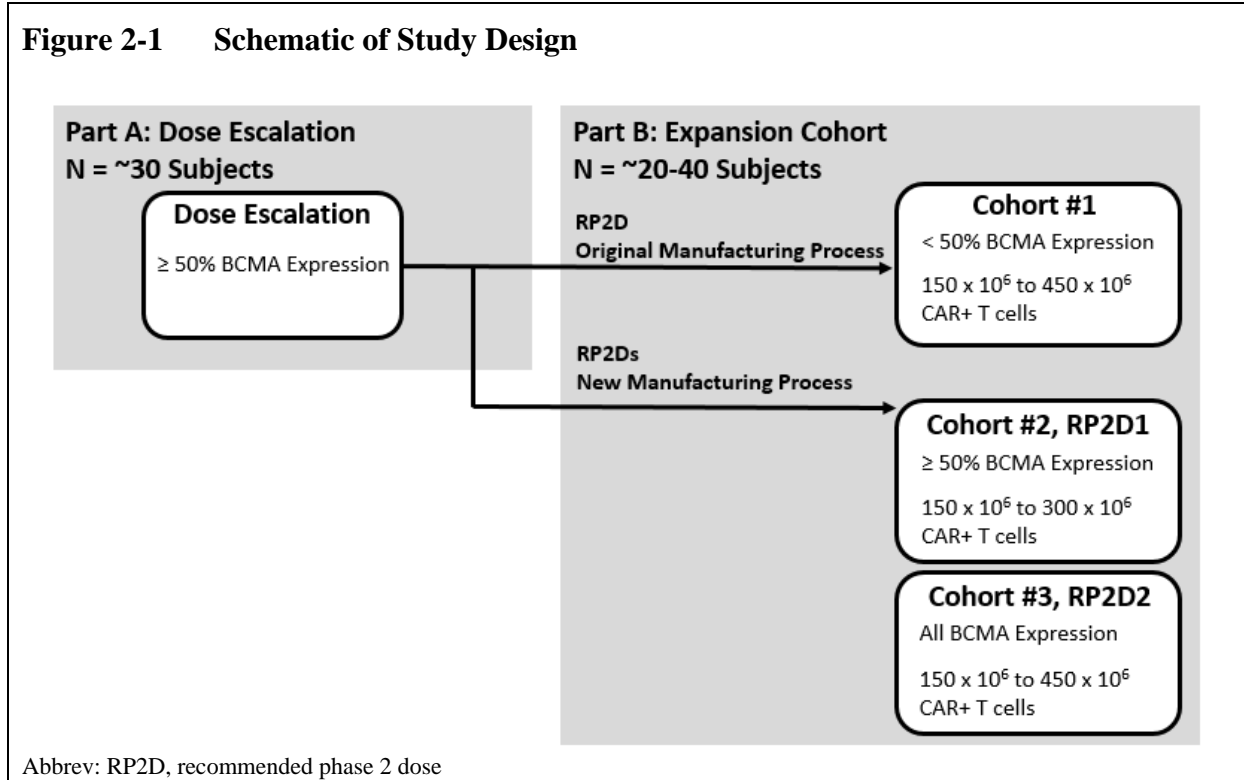 Figure 2-1 Schematic of Study Design
Part A: Dose Escalation
N = ~30 Subjects
Dose Escalation
≥ 50% BCMA Expression
Part B: Expansion Cohort
N = ~20-40 Subjects
RP2D
Original Manufacturing Process
Cohort #1
< 50% BCMA Expression
150 x 10⁶ to 450 x 10⁶
CAR+ T cells
RP2Ds
New Manufacturing Process
Cohort #2, RP2D1
≥ 50% BCMA Expression
150 x 10⁶ to 300 x 10⁶
CAR+ T cells
Cohort #3, RP2D2
All BCMA Expression
150 x 10⁶ to 450 x 10⁶
CAR+ T cells
Abbrev: RP2D, recommended phase 2 dose